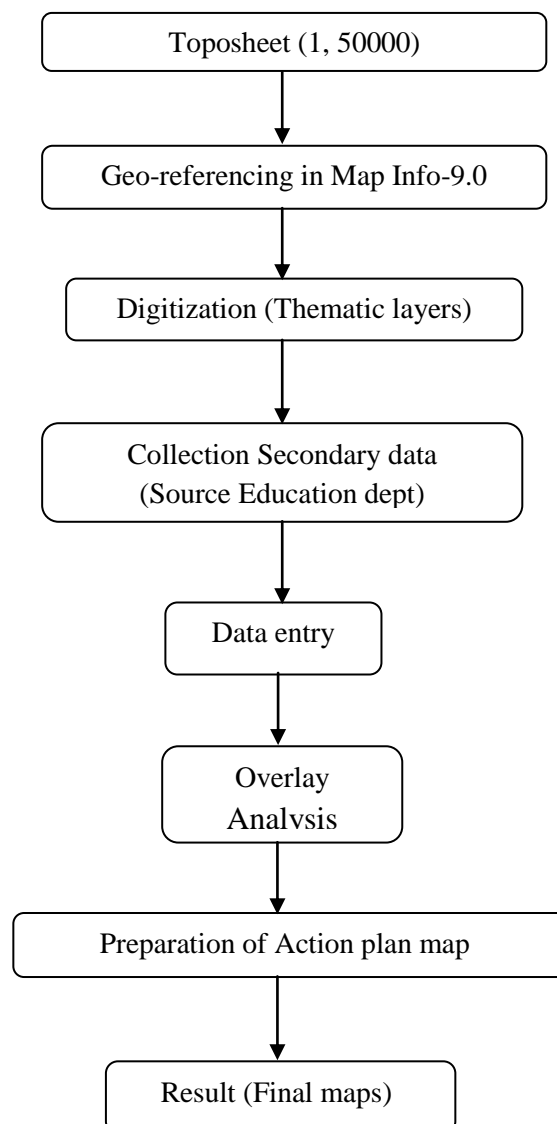 Toposheet (1, 50000)
Geo-referencing in Map Info-9.0
Digitization (Thematic layers)
Collection Secondary data
(Source Education dept)
Data entry
Overlay
Analysis
Preparation of Action plan map
Result (Final maps)